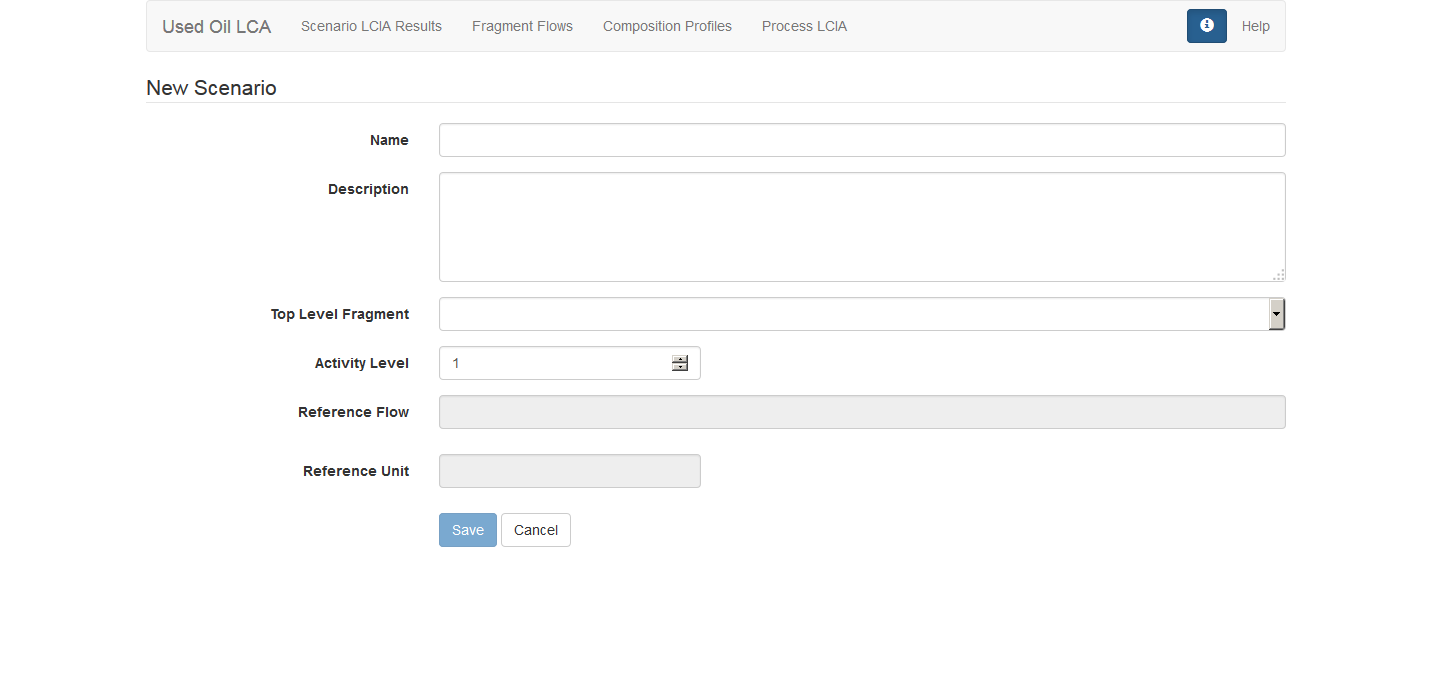 Used Oil LCA Scenario LCIA Results Fragment Flows Composition Profiles Process LCIA Help
New Scenario
Name
Description
Top Level Fragment
Activity Level 1
Reference Flow
Reference Unit
Save Cancel